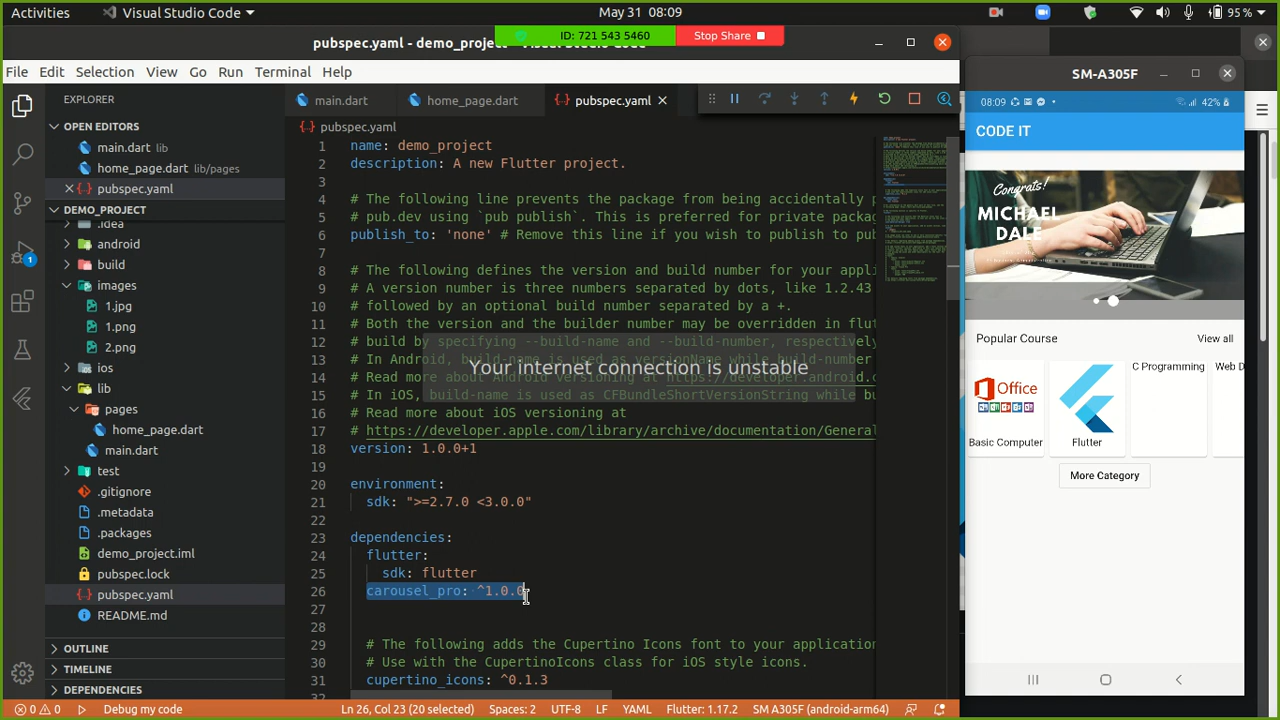 Activities
Visual Studio Code
May 31 08:09
95 %
pubspec.yaml - demo_project - Visual Studio Code
ID: 721 543 5460
Stop Share
File Edit Selection View Go Run Terminal Help
EXPLORER
OPEN EDITORS
main.dart lib
home_page.dart lib/pages
pubspec.yaml
DEMO_PROJECT
.idea
android
build
images
1.jpg
1.png
2.png
ios
lib
pages
home_page.dart
main.dart
test
.gitignore
.metadata
.packages
demo_project.iml
pubspec.lock
pubspec.yaml
README.md
OUTLINE
TIMELINE
DEPENDENCIES
1
main.dart
home_page.dart
pubspec.yaml
pubspec.yaml
1 name: demo_project
2 description: A new Flutter project.
3
4 # The following line prevents the package from being accidentally p
5 # pub.dev using `pub publish`. This is preferred for private packag
6 publish_to: 'none' # Remove this line if you wish to publish to pub
7
8 # The following defines the version and build number for your appli
9 # A version number is three numbers separated by dots, like 1.2.43
10 # followed by an optional build number separated by a +.
11 # Both the version and the builder number may be overridden in flut
12 # build by specifying --build-name and --build-number, respectively
13 # In Android, build-name is used as versionName while build-number
14 # Read more about Android versioning at https://developer.android.c
15 # In iOS, build-name is used as CFBundleShortVersionString while bu
16 # Read more about iOS versioning at
17 # https://developer.apple.com/library/archive/documentation/General
18 version: 1.0.0+1
19
20 environment:
21 sdk: ">=2.7.0 <3.0.0"
22
23 dependencies:
24 flutter:
25 sdk: flutter
26 carousel_pro: ^1.0.0
27
28
29 # The following adds the Cupertino Icons font to your application
30 # Use with the CupertinoIcons class for iOS style icons.
31 cupertino_icons: ^0.1.3
32
Your internet connection is unstable
0 0 Debug my code
Ln 26, Col 23 (20 selected) Spaces: 2 UTF-8 LF YAML Flutter: 1.17.2 SM A305F (android-arm64)
SM-A305F
08:09
42%
CODE IT
Congrats!
MICHAEL
DALE
Popular Course
View all
Office
Basic Computer
Flutter
C Programming
Web D
More Category